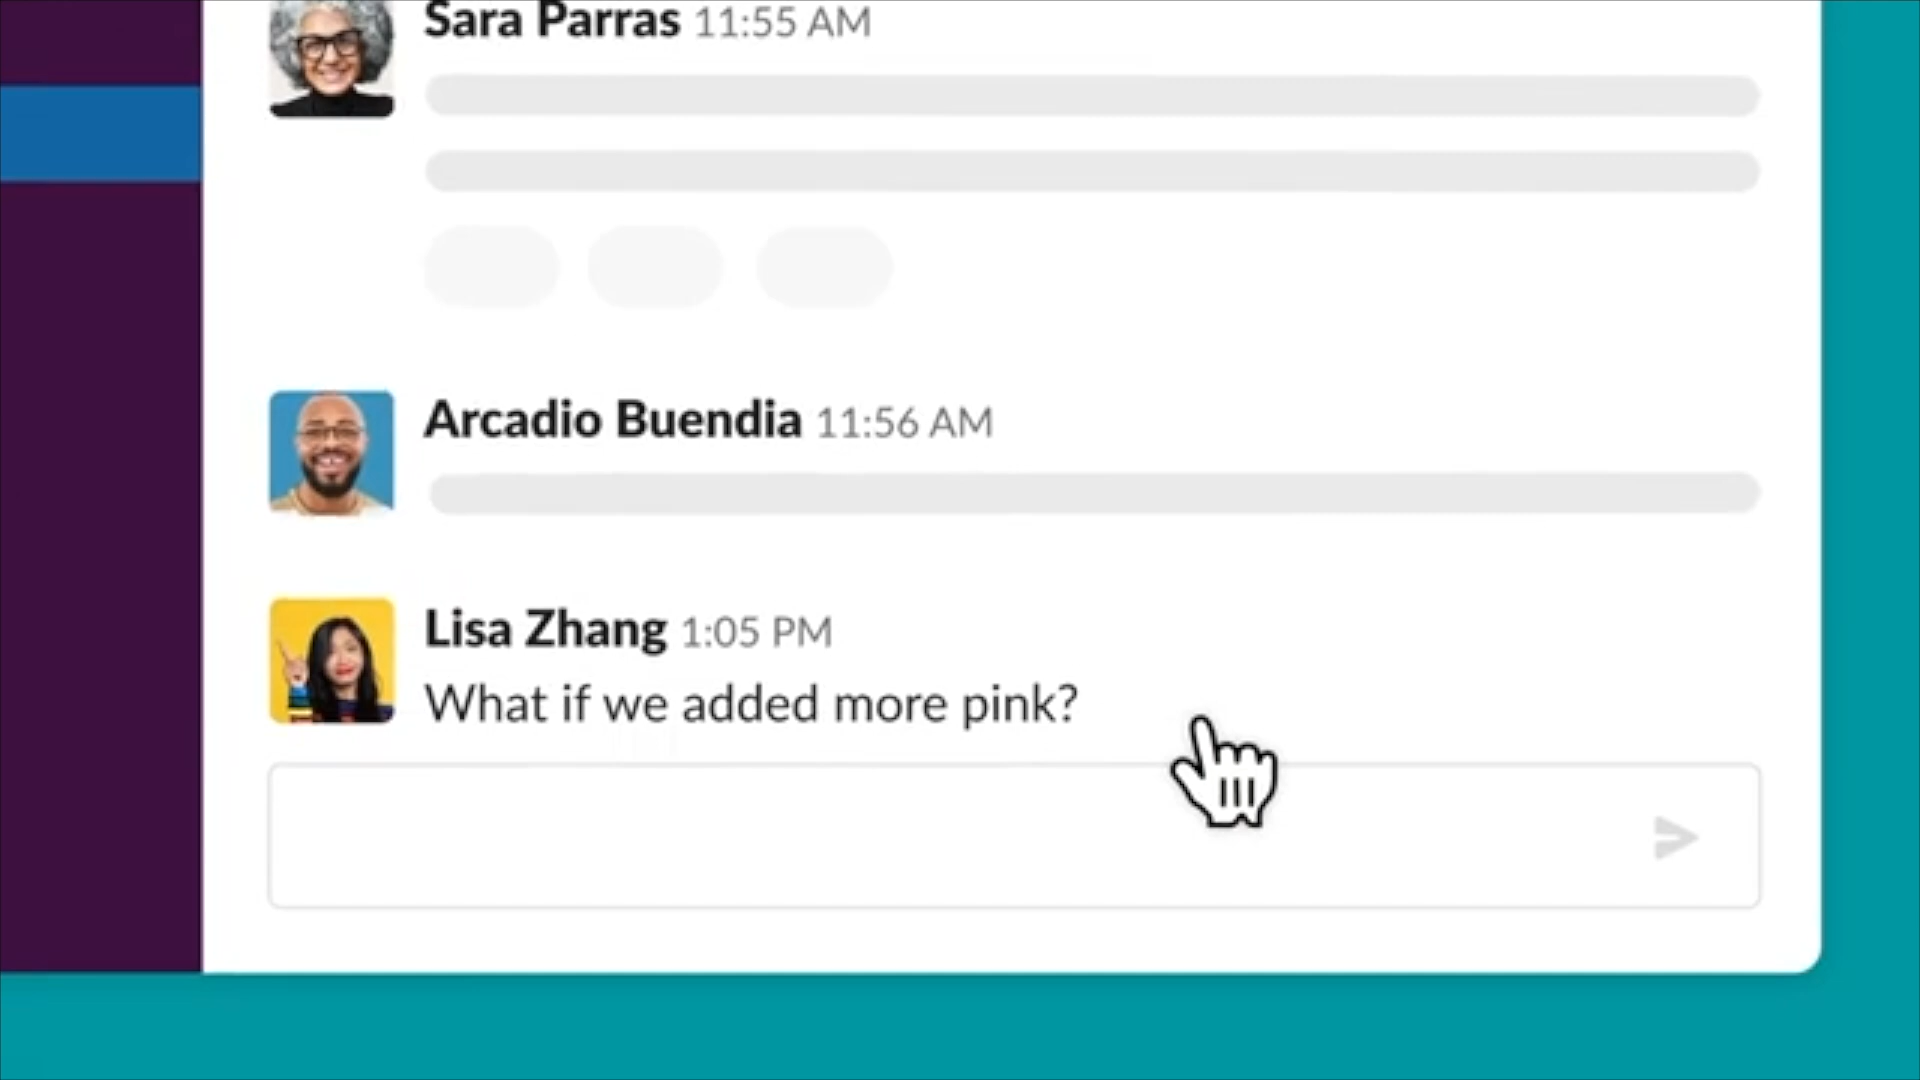 Sara Parras 11:55 AM
Arcadio Buendia 11:56 AM
Lisa Zhang 1:05 PM
What if we added more pink?